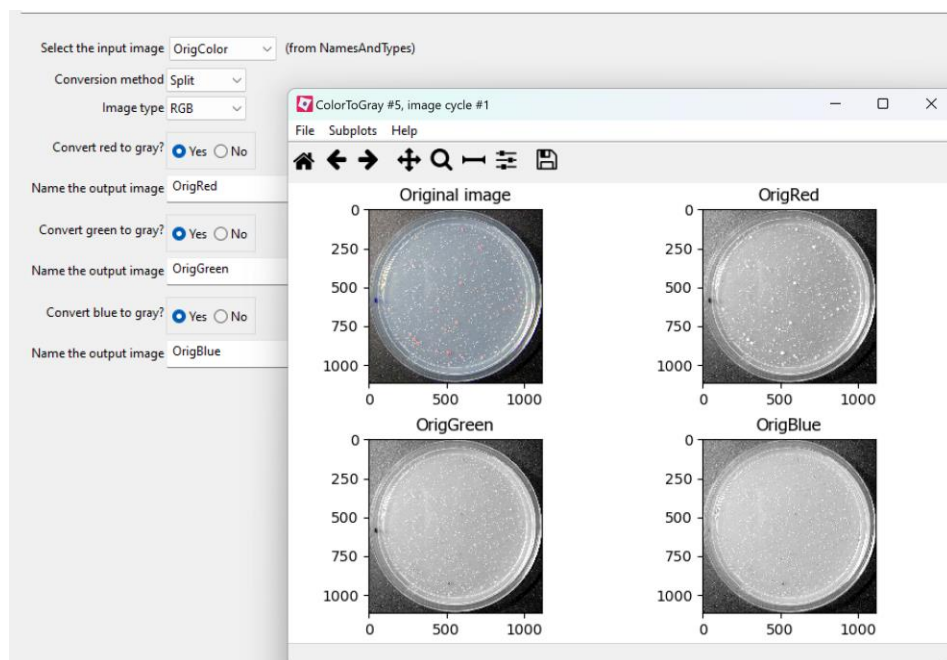 Select the input image OrigColor (from NamesAndTypes)
Conversion method Split
Image type RGB
Convert red to gray? Yes No
Name the output image OrigRed
Convert green to gray? Yes No
Name the output image OrigGreen
Convert blue to gray? Yes No
Name the output image OrigBlue
ColorToGray #5, image cycle #1
File Subplots Help
Original image
0
250
500
750
1000
0 500 1000
OrigRed
0
250
500
750
1000
0 500 1000
OrigGreen
0
250
500
750
1000
0 500 1000
OrigBlue
0
250
500
750
1000
0 500 1000